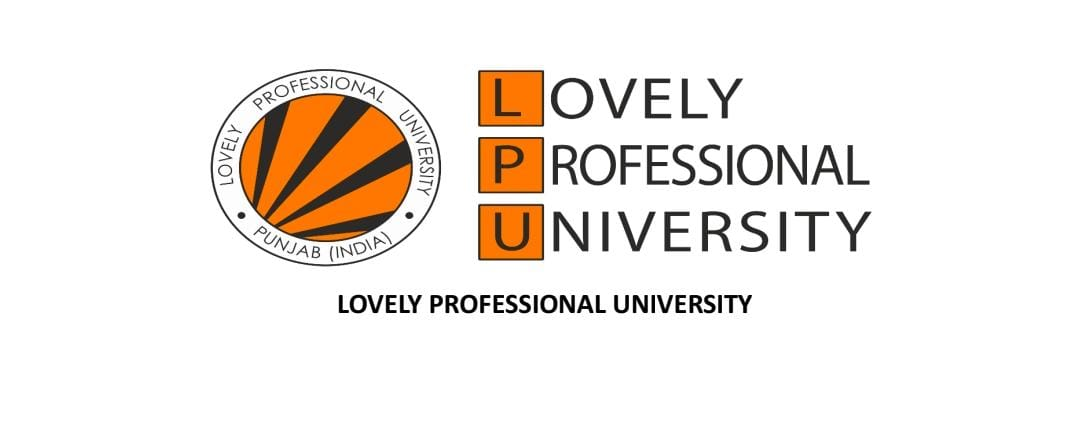 LOVELY PROFESSIONAL UNIVERSITY
PUNJAB (INDIA)
LOVELY
PROFESSIONAL
UNIVERSITY
LOVELY PROFESSIONAL UNIVERSITY